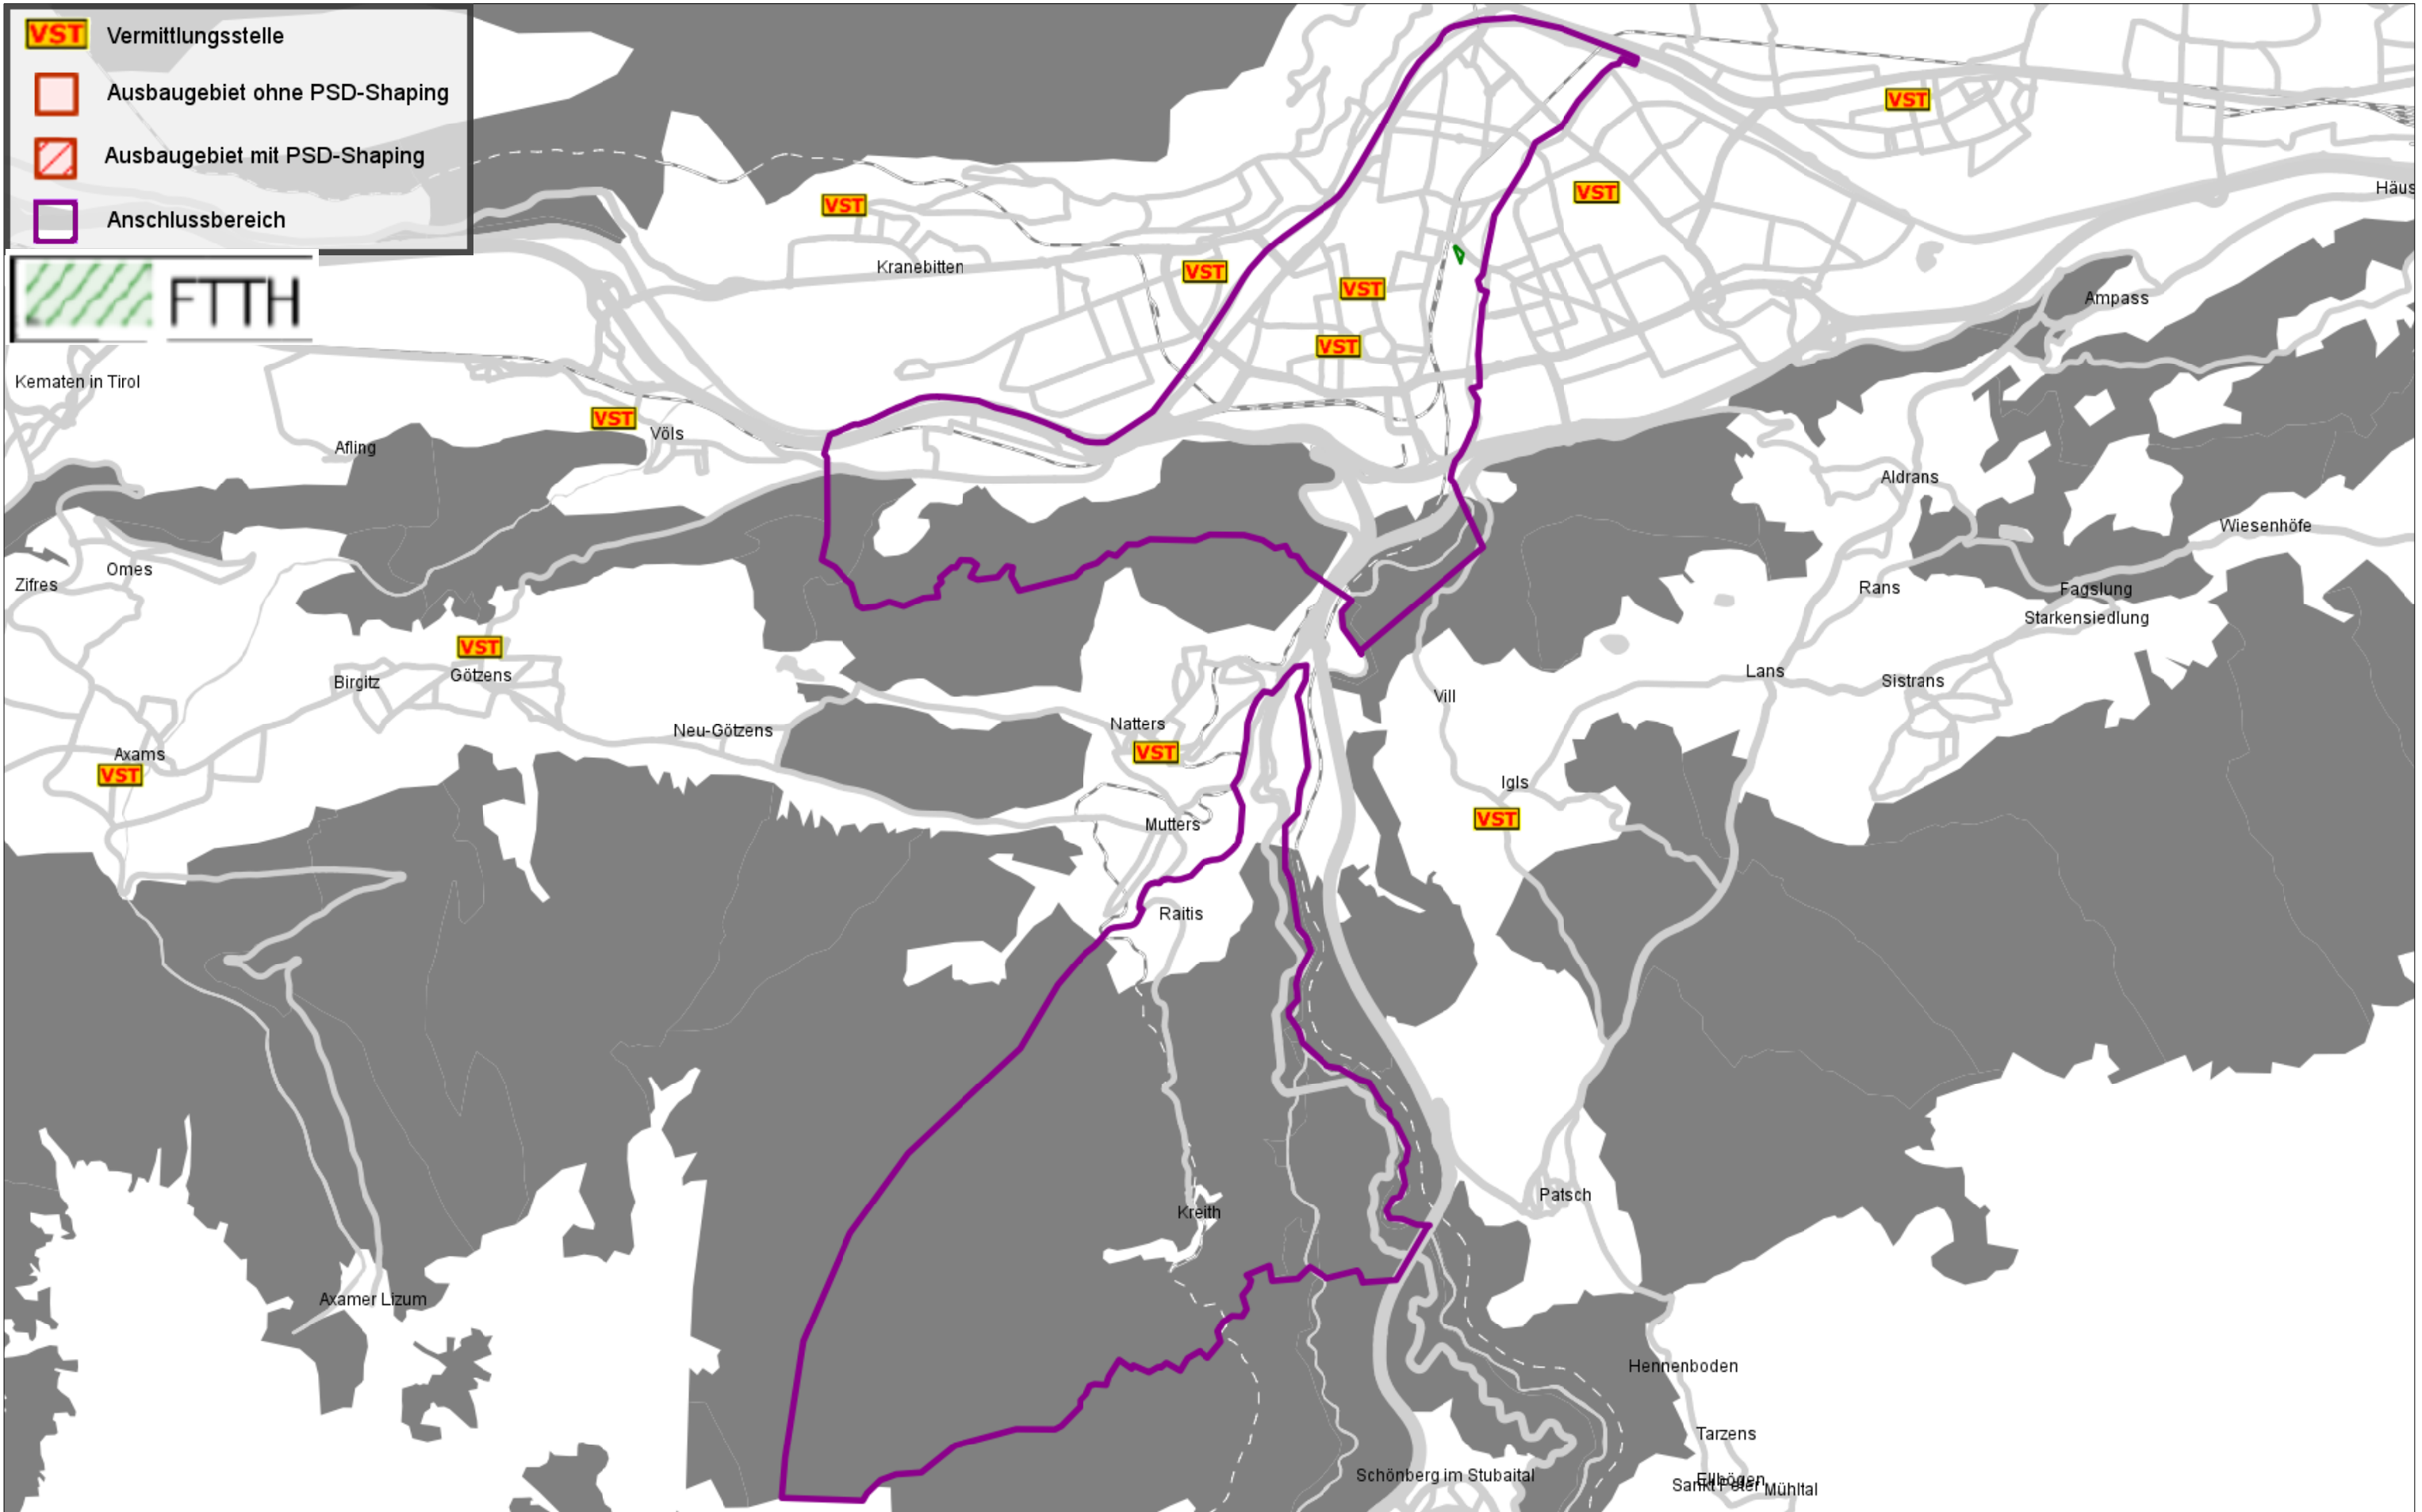 VST Vermittlungsstelle
Ausbaugebiet ohne PSD-Shaping
Ausbaugebiet mit PSD-Shaping
Anschlussbereich
FTTH
VST
VST
Häus
VST
Kranebitten
VST
VST
Ampass
VST
Kematen in Tirol
VST
Völs
Afling
Aldrans
Wiesenhöfe
Omes
Zifres
Rans
Fagslung
Starkensiedlung
VST
Götzens
Birgitz
Lans
Sistrans
Vill
Natters
Neu-Götzens
VST
Axams
VST
Igls
VST
Mutters
Raitis
Patsch
Kreith
Axamer Lizum
Hennenboden
Tarzens
Schönberg im Stubaital
Ellbögen
Sankt Peter
Mühltal